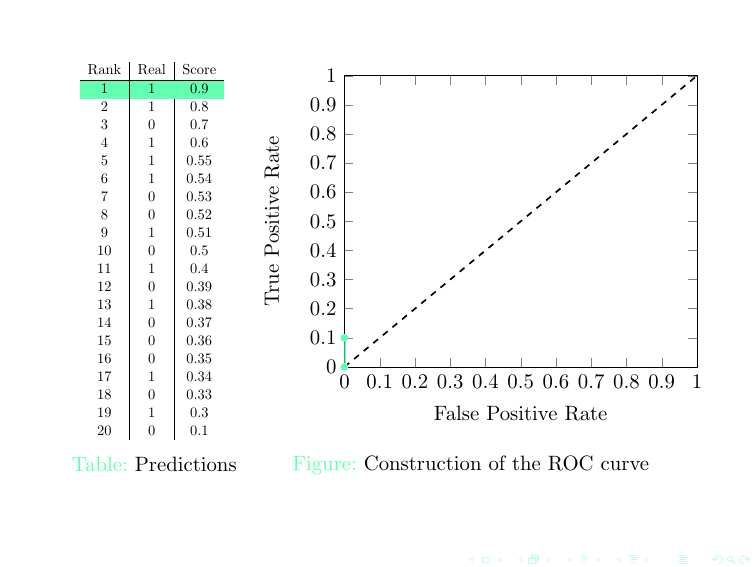 Rank Real Score
1 1 0.9
2 1 0.8
3 0 0.7
4 1 0.6
5 1 0.55
6 1 0.54
7 0 0.53
8 0 0.52
9 1 0.51
10 0 0.5
11 1 0.4
12 0 0.39
13 1 0.38
14 0 0.37
15 0 0.36
16 0 0.35
17 1 0.34
18 0 0.33
19 1 0.3
20 0 0.1
Table: Predictions
True Positive Rate
1
0.9
0.8
0.7
0.6
0.5
0.4
0.3
0.2
0.1
0
0 0.1 0.2 0.3 0.4 0.5 0.6 0.7 0.8 0.9 1
False Positive Rate
Figure: Construction of the ROC curve